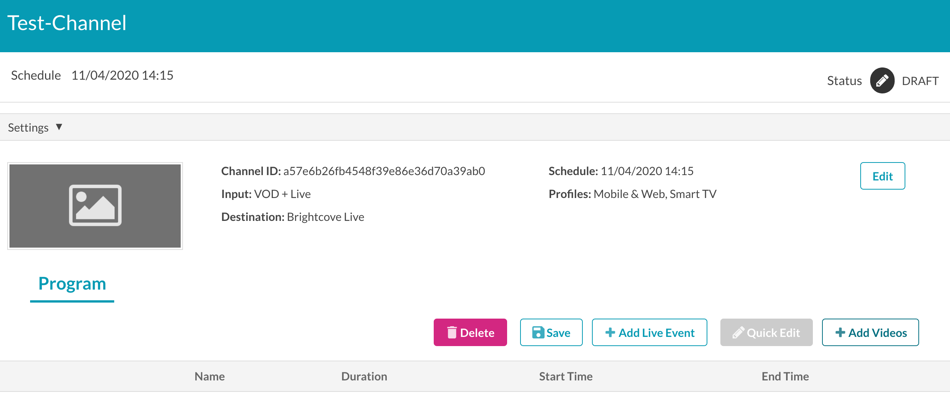 Test-Channel
Schedule 11/04/2020 14:15
Status DRAFT
Settings ▼
Channel ID: a57e6b26fb4548f39e86e36d70a39ab0
Schedule: 11/04/2020 14:15
Edit
Input: VOD + Live
Profiles: Mobile & Web, Smart TV
Destination: Brightcove Live
Program
Delete Save + Add Live Event Quick Edit + Add Videos
Name Duration Start Time End Time